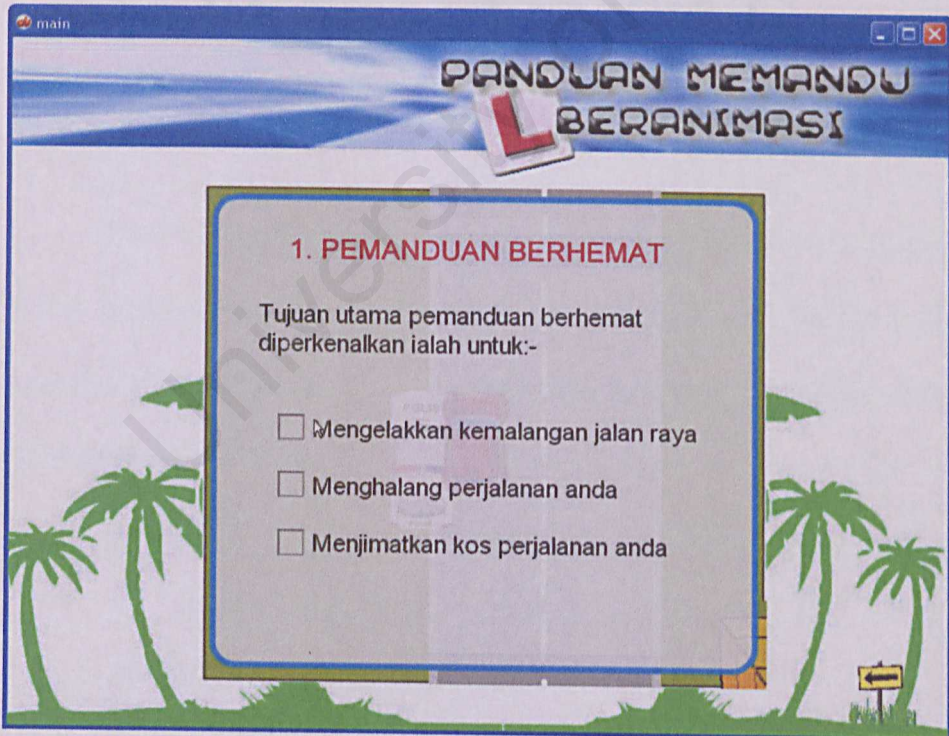 main
PANDUAN MEMANDU
L BERANIMASI
1. PEMANDUAN BERHEMAT
Tujuan utama pemanduan berhemat
diperkenalkan ialah untuk:-
Mengelakkan kemalangan jalan raya
Menghalang perjalanan anda
Menjimatkan kos perjalanan anda